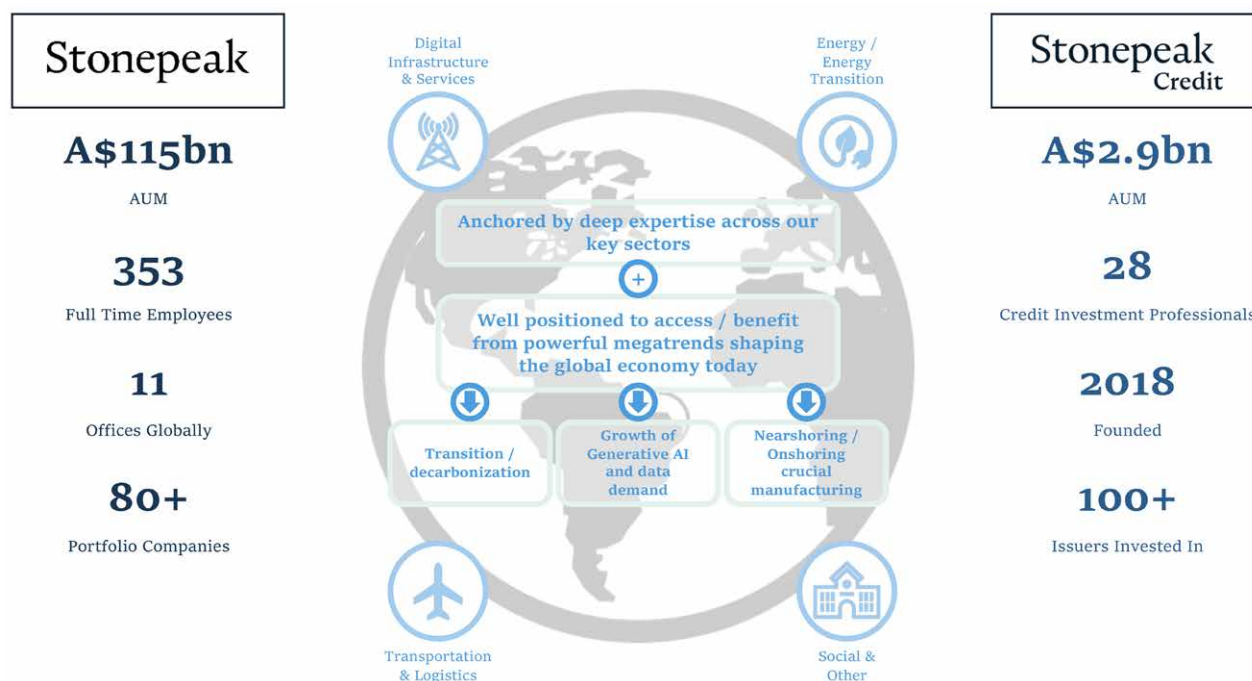 Stonepeak
A$115bn
AUM
353
Full Time Employees
11
Offices Globally
80+
Portfolio Companies
Digital
Infrastructure
& Services
Energy /
Energy
Transition
Anchored by deep expertise across our
key sectors
+
Well positioned to access / benefit
from powerful megatrends shaping
the global economy today
Transition /
decarbonization
Growth of
Generative AI
and data
demand
Nearshoring /
Onshoring
crucial
manufacturing
Transportation
& Logistics
Social &
Other
Stonepeak
Credit
A$2.9bn
AUM
28
Credit Investment Professionals
2018
Founded
100+
Issuers Invested In